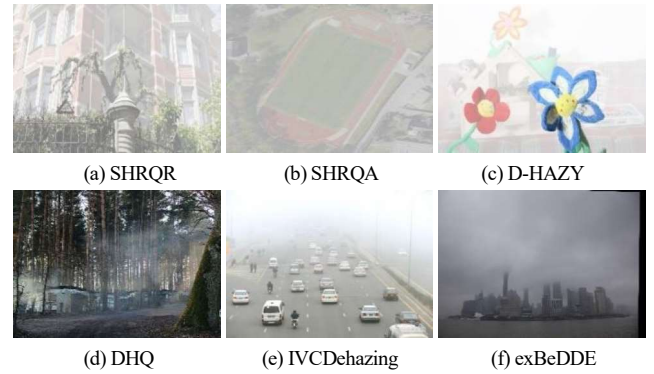 (a) SHRQR
(b) SHRQA
(c) D-HAZY
(d) DHQ
(e) IVCDehazing
(f) exBeDDE